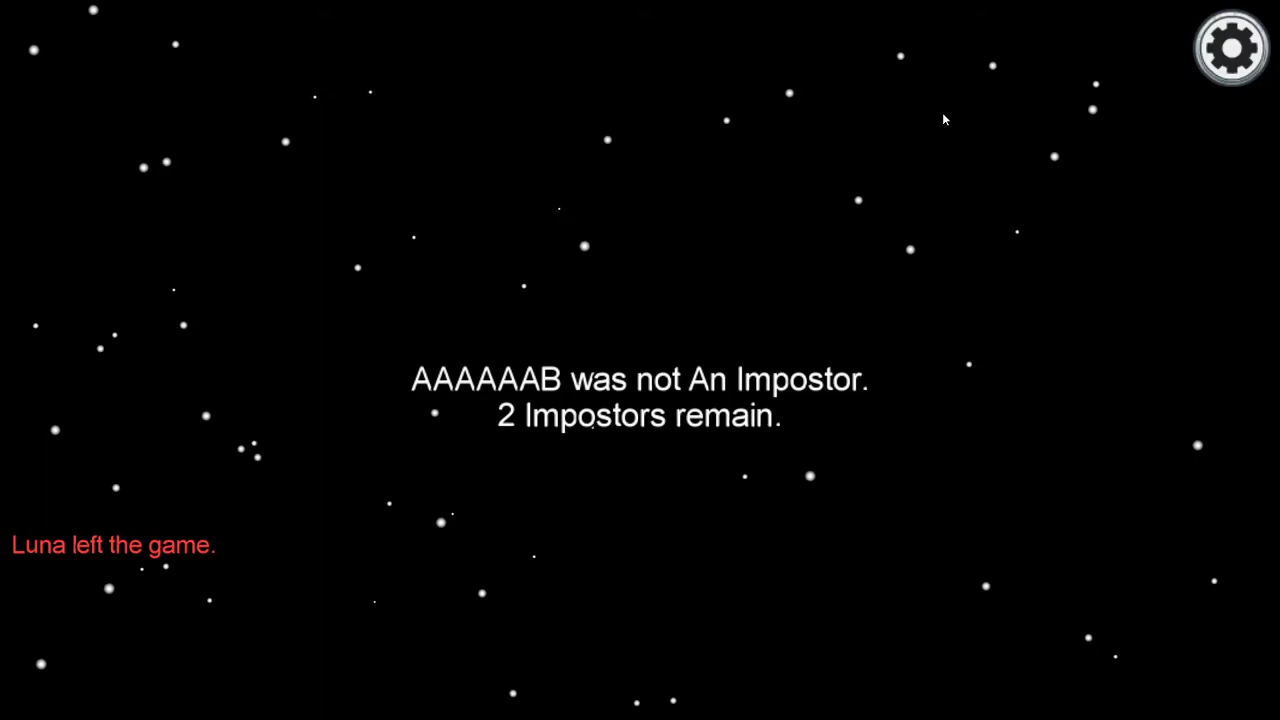 AAAAAAB was not An Impostor.
2 Impostors remain.
Luna left the game.